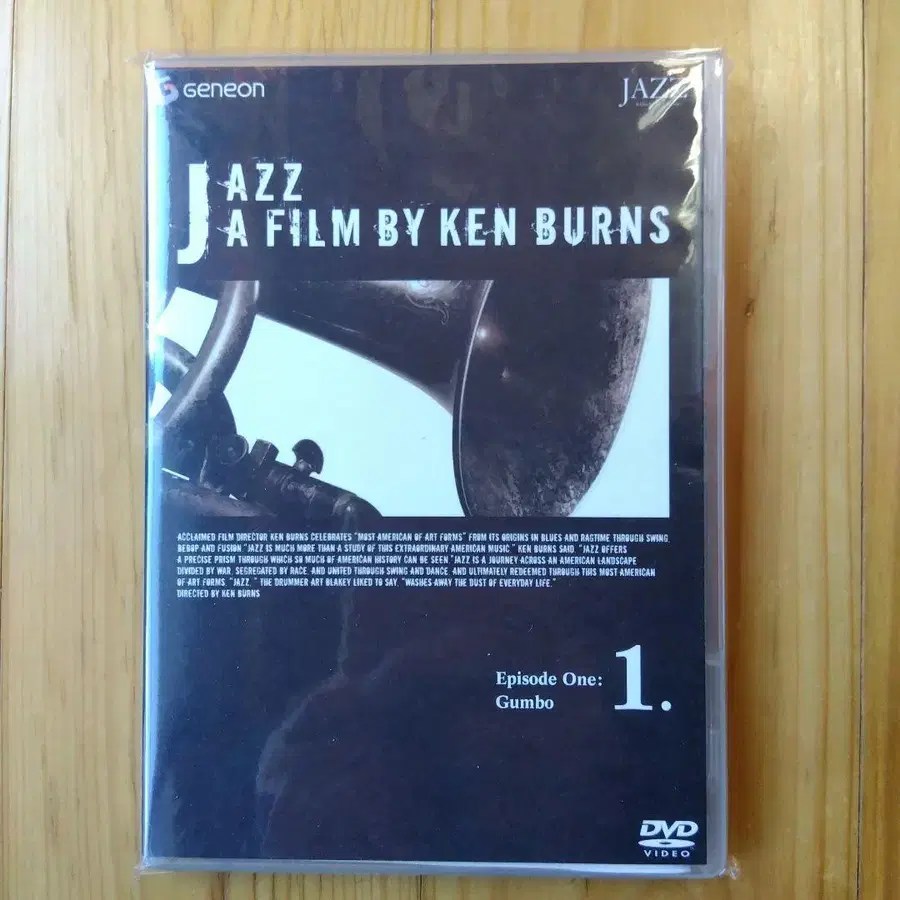 GENEON
JAZZ
JAZZ
A FILM BY KEN BURNS
ACCLAIMED FILM DIRECTOR KEN BURNS CELEBRATES "MOST AMERICAN OF ART FORMS" FROM ITS ORIGINS IN BLUES AND RAGTIME THROUGH SWING,
BEBOP AND FUSION. "JAZZ IS MUCH MORE THAN A STUDY OF THIS EXTRAORDINARY AMERICAN MUSIC." KEN BURNS SAID. "JAZZ OFFERS
A PRECISE PRISM THROUGH WHICH SO MUCH OF AMERICAN HISTORY CAN BE SEEN. "JAZZ IS A JOURNEY ACROSS AN AMERICAN LANDSCAPE
DIVIDED BY WAR, SEGREGATED BY RACE, AND UNITED THROUGH SWING AND DANCE, AND ULTIMATELY REDEEMED THROUGH THIS MOST AMERICAN
OF ART FORMS. "JAZZ, " THE DRUMMER ART BLAKEY LIKED TO SAY, "WASHES AWAY THE DUST OF EVERYDAY LIFE."
DIRECTED BY KEN BURNS
Episode One: 1.
Gumbo
DVD
VIDEO